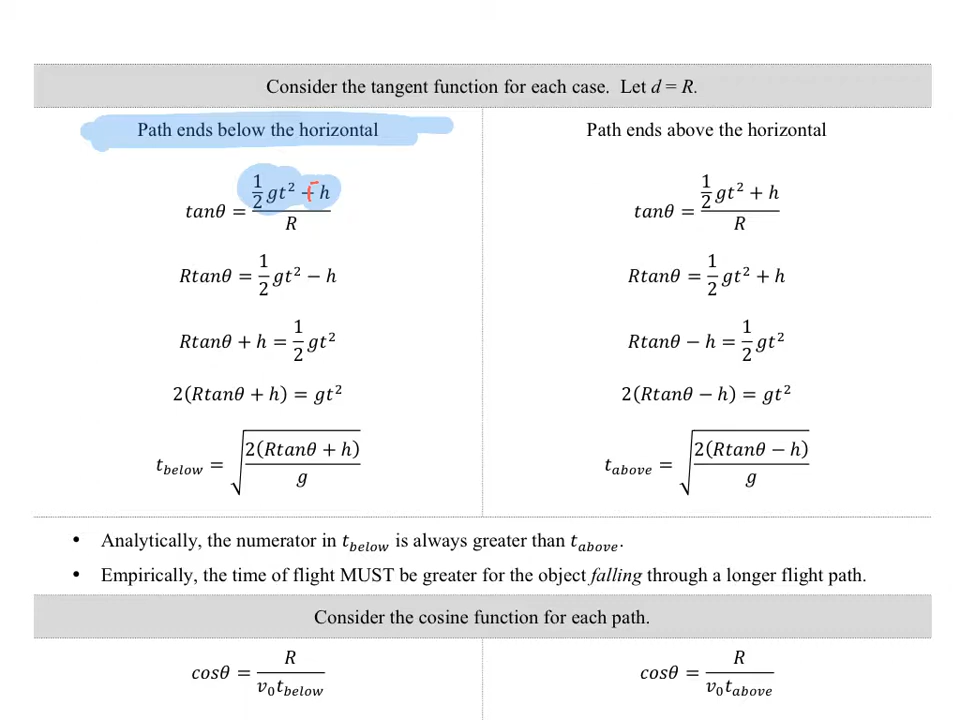 Consider the tangent function for each case. Let d = R.
Path ends below the horizontal
tanθ = (1/2 gt² - h)/R
Rtanθ = 1/2 gt² − h
Rtanθ + h = 1/2 gt²
2(Rtanθ + h) = gt²
t_below = √(2(Rtanθ + h)/g)
Path ends above the horizontal
tanθ = (1/2 gt² + h)/R
Rtanθ = 1/2 gt² + h
Rtanθ − h = 1/2 gt²
2(Rtanθ − h) = gt²
t_above = √(2(Rtanθ − h)/g)
• Analytically, the numerator in t_below is always greater than t_above.
• Empirically, the time of flight MUST be greater for the object falling through a longer flight path.
Consider the cosine function for each path.
cosθ = R/(v₀t_below)
cosθ = R/(v₀t_above)